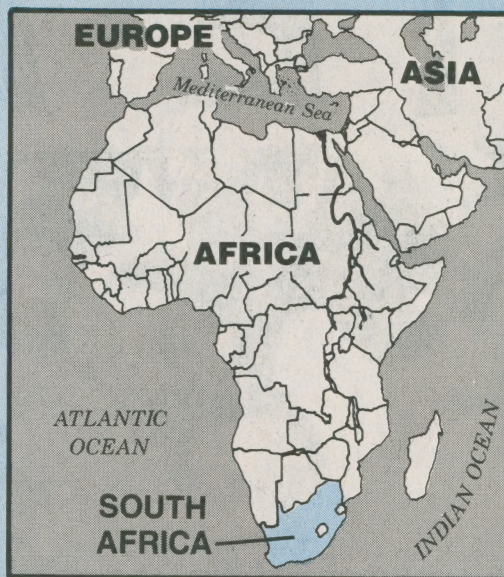 EUROPE
ASIA
Mediterranean Sea
AFRICA
ATLANTIC
OCEAN
INDIAN OCEAN
SOUTH
AFRICA